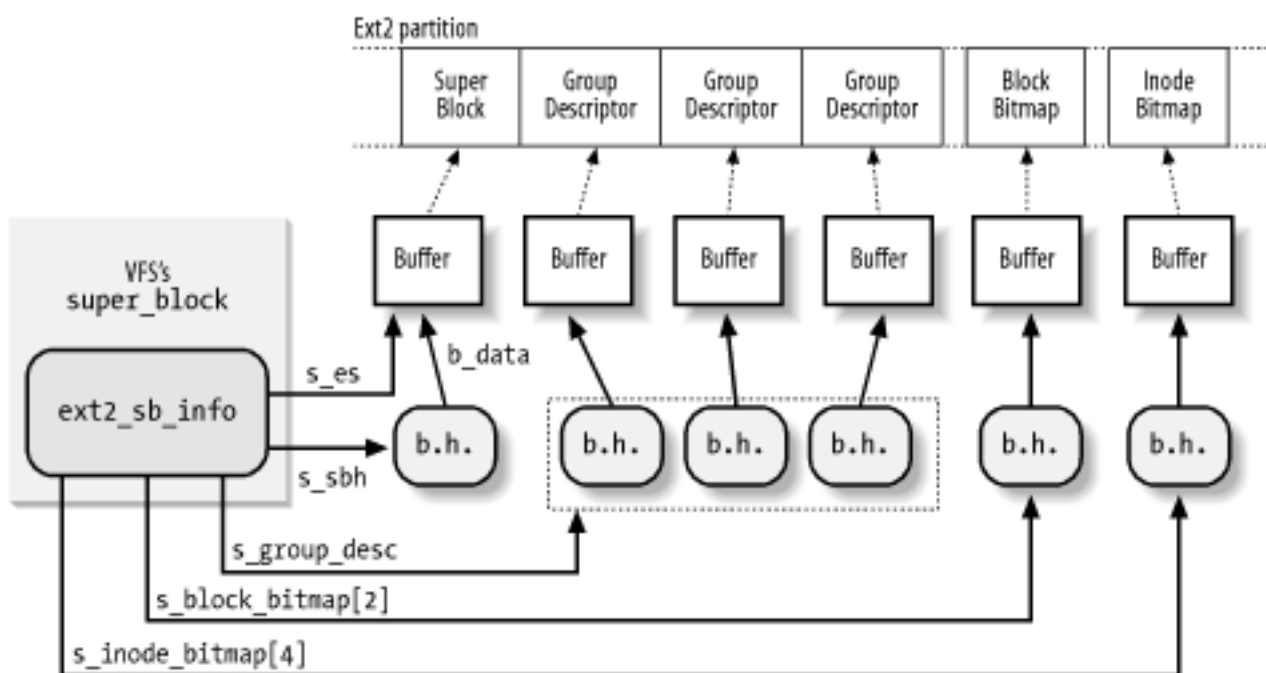 Ext2 partition
Super
Block
Group
Descriptor
Group
Descriptor
Group
Descriptor
Block
Bitmap
Inode
Bitmap
Buffer
Buffer
Buffer
Buffer
Buffer
Buffer
VFS's
super_block
ext2_sb_info
s_es
b_data
s_sbh
b.h.
b.h.
b.h.
b.h.
b.h.
b.h.
s_group_desc
s_block_bitmap[2]
s_inode_bitmap[4]